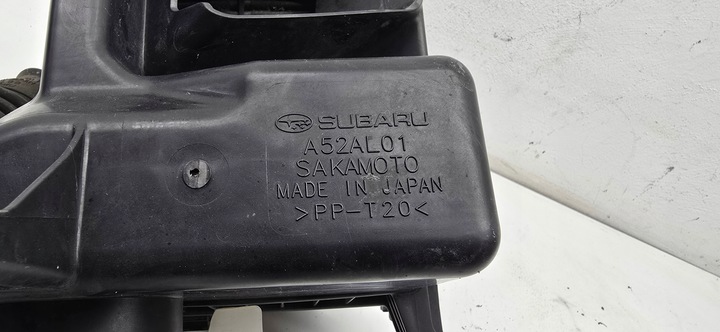 SUBARU
A52AL01
SAKAMOTO
MADE IN JAPAN
>PP-T20<